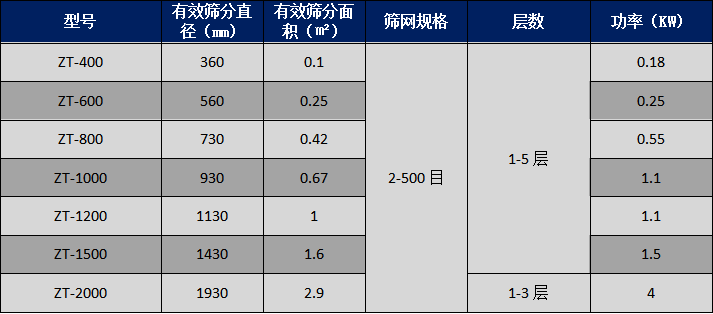 型号 有效筛分直径（mm） 有效筛分面积（㎡） 筛网规格 层数 功率（KW）
ZT-400 360 0.1 2-500 目 1-5 层 0.18
ZT-600 560 0.25 0.25
ZT-800 730 0.42 0.55
ZT-1000 930 0.67 1.1
ZT-1200 1130 1 1.1
ZT-1500 1430 1.6 1.5
ZT-2000 1930 2.9 1-3 层 4